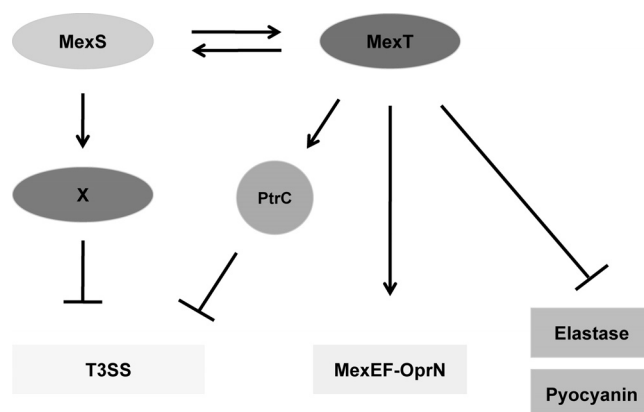 MexS
MexT
X
PtrC
T3SS
MexEF-OprN
Elastase
Pyocyanin